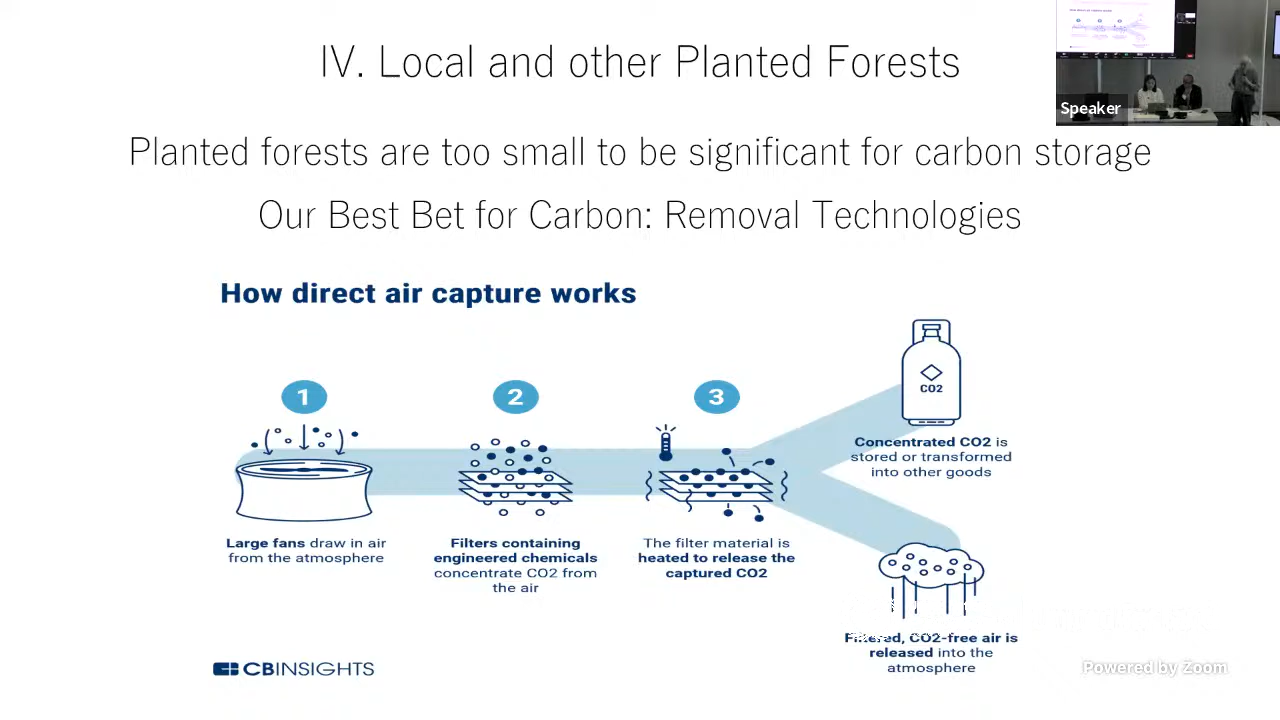 IV. Local and other Planted Forests
Speaker
Planted forests are too small to be significant for carbon storage
Our Best Bet for Carbon: Removal Technologies
How direct air capture works
1
2
3
CO2
Concentrated CO2 is
stored or transformed
into other goods
Large fans draw in air
from the atmosphere
Filters containing
engineered chemicals
concentrate CO2 from
the air
The filter material is
heated to release the
captured CO2
Filtered, CO2-free air is
released into the
atmosphere
CBINSIGHTS
Powered by Zoom